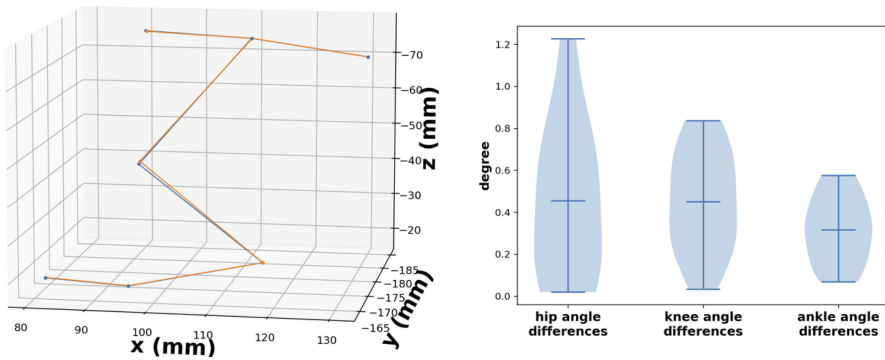 −70
−60
−50
−40
−30
−20
z (mm)
−185
−180
−175
−170
−165
y (mm)
80
90
100
110
120
130
x (mm)
1.2
1.0
0.8
0.6
0.4
0.2
0.0
degree
hip angle
differences
knee angle
differences
ankle angle
differences